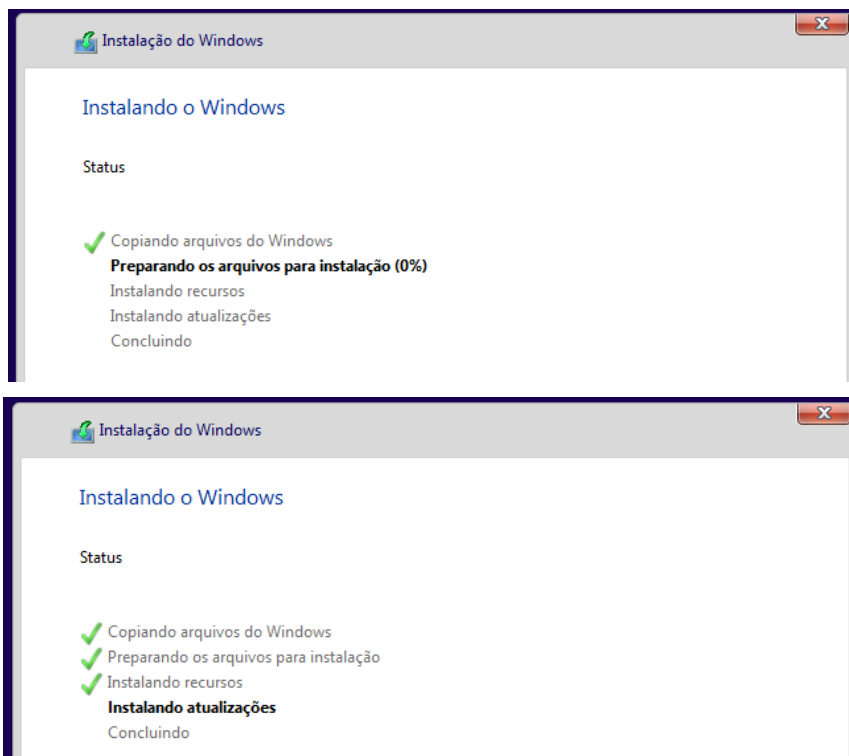 Instalação do Windows
Instalando o Windows
Status
Copiando arquivos do Windows
Preparando os arquivos para instalação (0%)
Instalando recursos
Instalando atualizações
Concluindo
Instalação do Windows
Instalando o Windows
Status
Copiando arquivos do Windows
Preparando os arquivos para instalação
Instalando recursos
Instalando atualizações
Concluindo